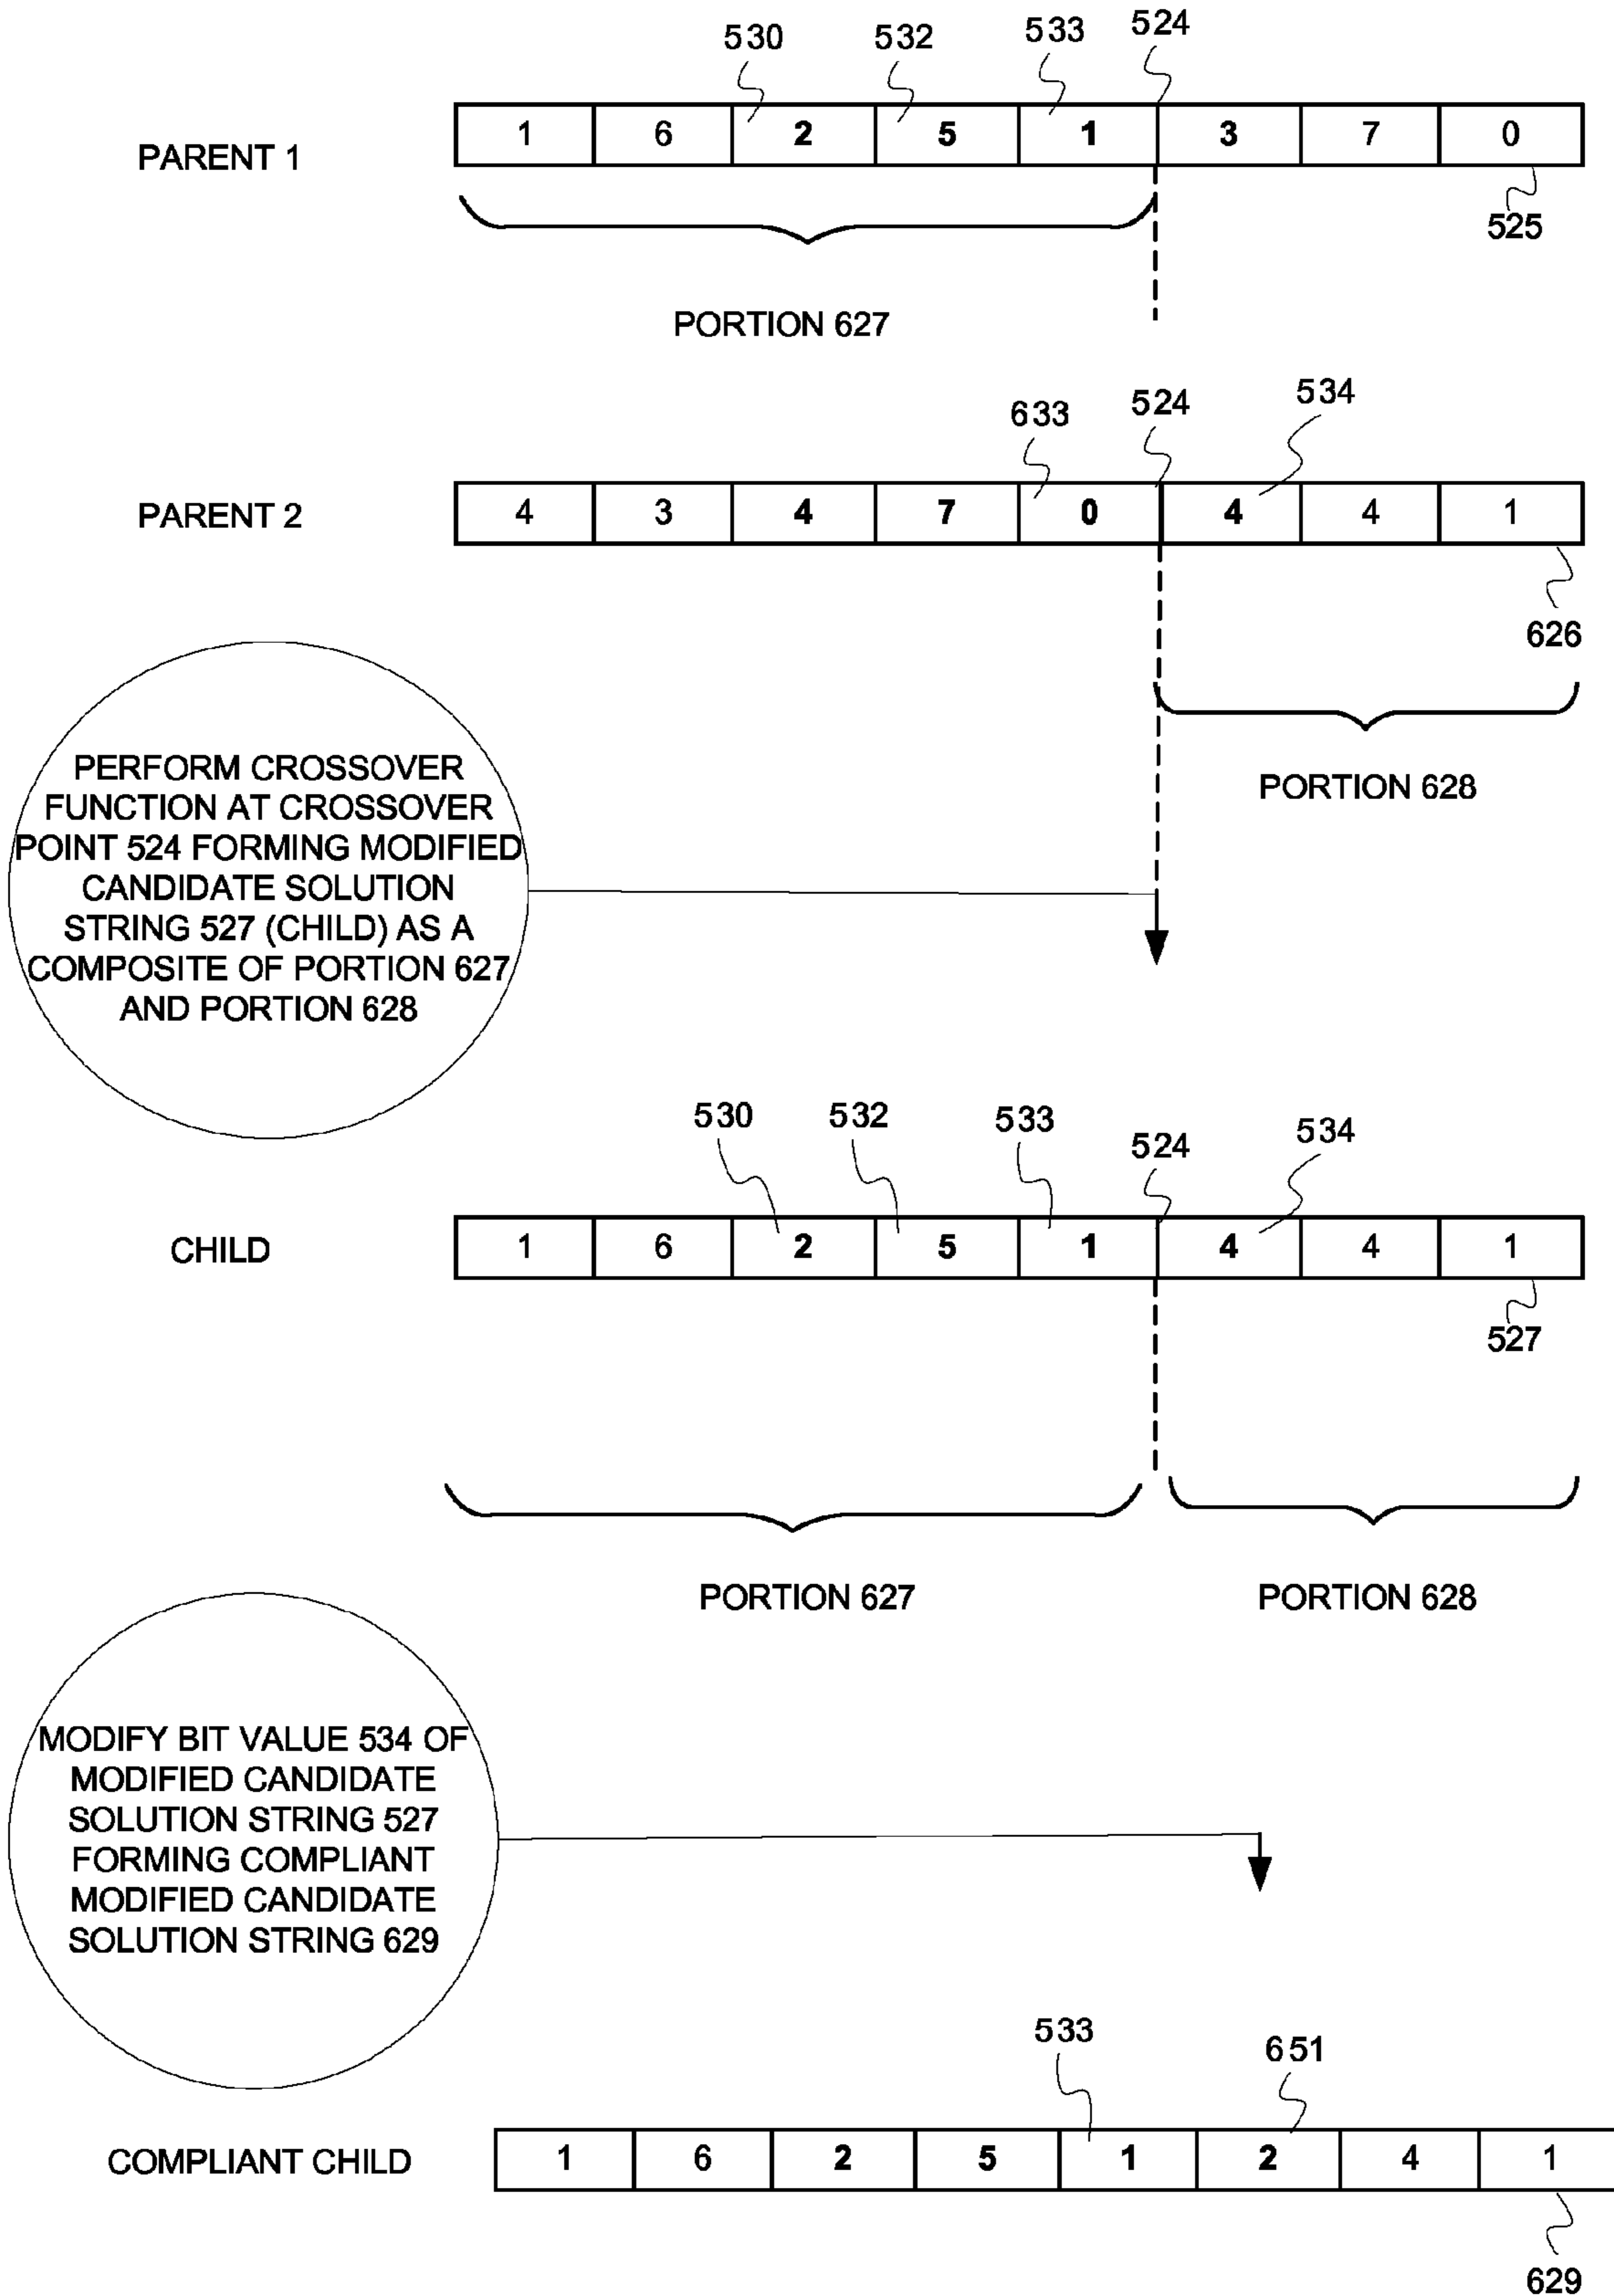 530 532 533 524
PARENT 1 1 6 2 5 1 3 7 0
525
PORTION 627
633 524 534
PARENT 2 4 3 4 7 0 4 4 1
626
PORTION 628
PERFORM CROSSOVER
FUNCTION AT CROSSOVER
POINT 524 FORMING MODIFIED
CANDIDATE SOLUTION
STRING 527 (CHILD) AS A
COMPOSITE OF PORTION 627
AND PORTION 628
530 532 533 524 534
CHILD 1 6 2 5 1 4 4 1
527
PORTION 627 PORTION 628
MODIFY BIT VALUE 534 OF
MODIFIED CANDIDATE
SOLUTION STRING 527
FORMING COMPLIANT
MODIFIED CANDIDATE
SOLUTION STRING 629
533 651
COMPLIANT CHILD 1 6 2 5 1 2 4 1
629